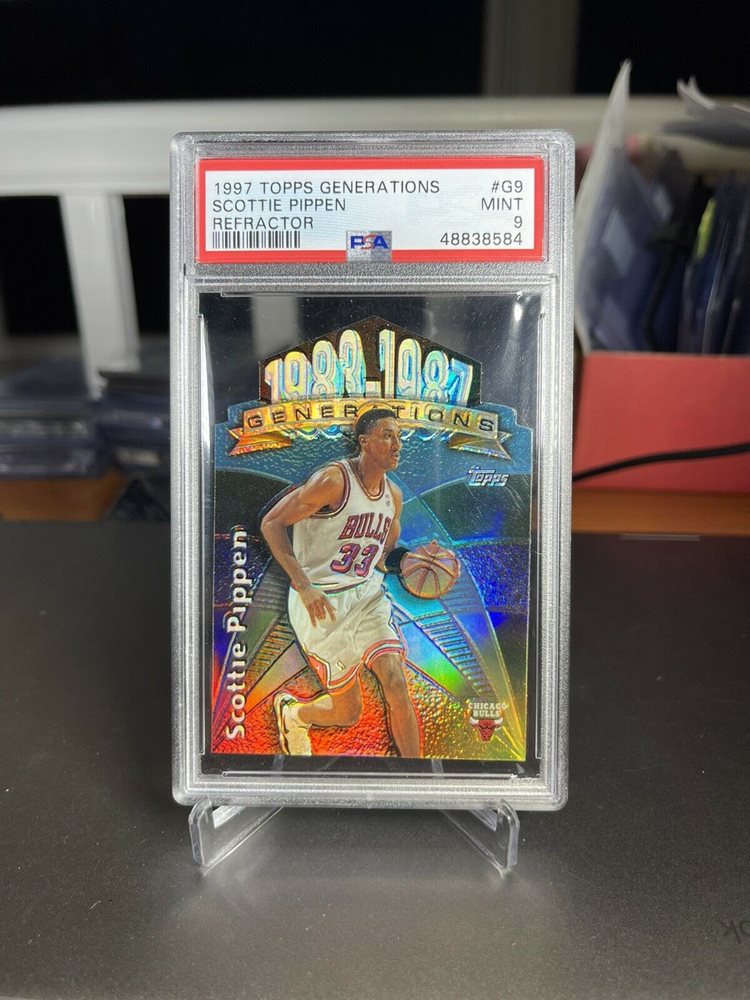 1997 TOPPS GENERATIONS #G9
SCOTTIE PIPPEN MINT
REFRACTOR 9
PSA 48838584
1983-1987
GENERATIONS
Topps
BULLS
33
Scottie Pippen
CHICAGO
BULLS